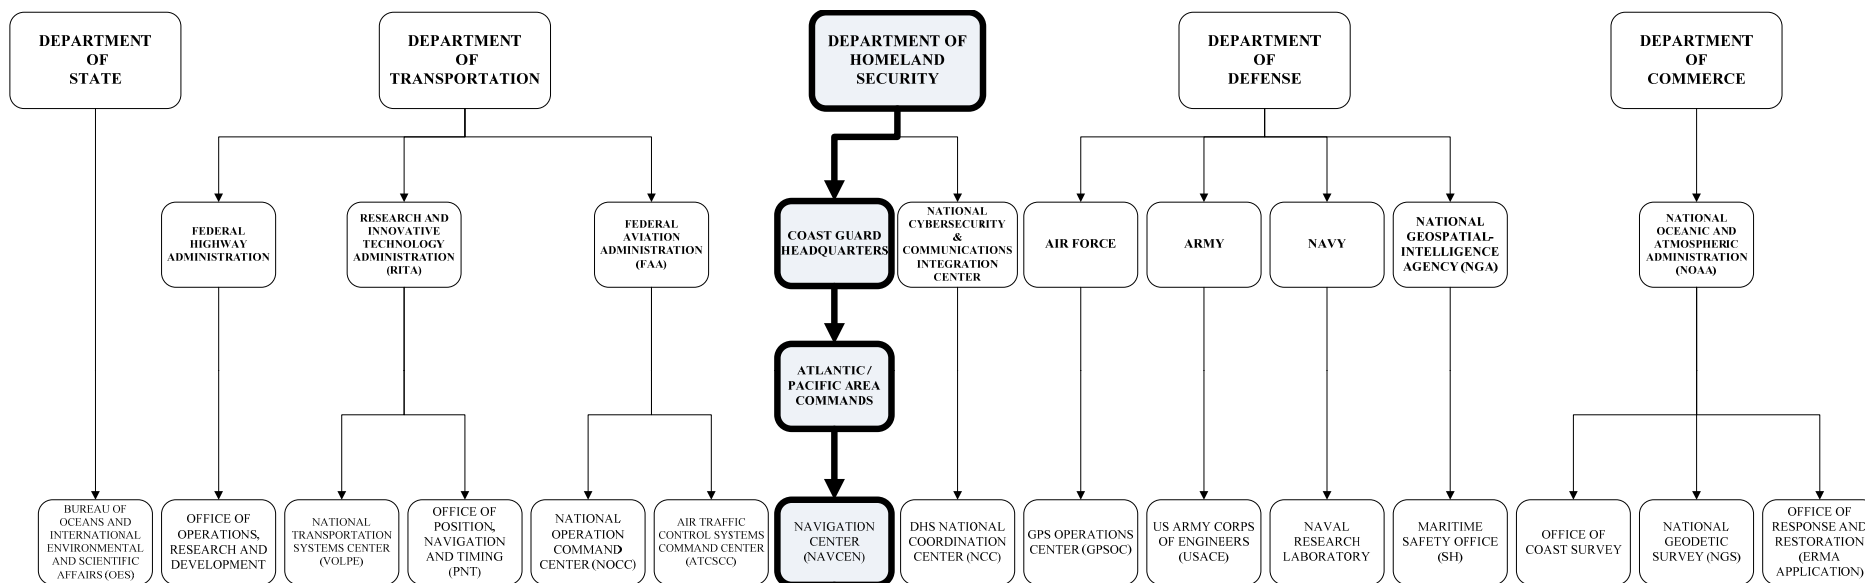 DEPARTMENT
OF
STATE
DEPARTMENT
OF
TRANSPORTATION
DEPARTMENT OF
HOMELAND
SECURITY
DEPARTMENT
OF
DEFENSE
DEPARTMENT
OF
COMMERCE
FEDERAL
HIGHWAY
ADMINISTRATION
RESEARCH AND
INNOVATIVE
TECHNOLOGY
ADMINISTRATION
(RITA)
FEDERAL
AVIATION
ADMINISTRATION
(FAA)
COAST GUARD
HEADQUARTERS
NATIONAL
CYBERSECURITY
&
COMMUNICATIONS
INTEGRATION
CENTER
AIR FORCE
ARMY
NAVY
NATIONAL
GEOSPATIAL-
INTELLIGENCE
AGENCY (NGA)
NATIONAL
OCEANIC AND
ATMOSPHERIC
ADMINISTRATION
(NOAA)
ATLANTIC /
PACIFIC AREA
COMMANDS
BUREAU OF
OCEANS AND
INTERNATIONAL
ENVIRONMENTAL
AND SCIENTIFIC
AFFAIRS (OES)
OFFICE OF
OPERATIONS,
RESEARCH AND
DEVELOPMENT
NATIONAL
TRANSPORTATION
SYSTEMS CENTER
(VOLPE)
OFFICE OF
POSITION,
NAVIGATION
AND TIMING
(PNT)
NATIONAL
OPERATION
COMMAND
CENTER (NOCC)
AIR TRAFFIC
CONTROL SYSTEMS
COMMAND CENTER
(ATCSCC)
NAVIGATION
CENTER
(NAVCEN)
DHS NATIONAL
COORDINATION
CENTER (NCC)
GPS OPERATIONS
CENTER (GPSOC)
US ARMY CORPS
OF ENGINEERS
(USACE)
NAVAL
RESEARCH
LABORATORY
MARITIME
SAFETY OFFICE
(SH)
OFFICE OF
COAST SURVEY
NATIONAL
GEODETIC
SURVEY (NGS)
OFFICE OF
RESPONSE AND
RESTORATION
(ERMA
APPLICATION)